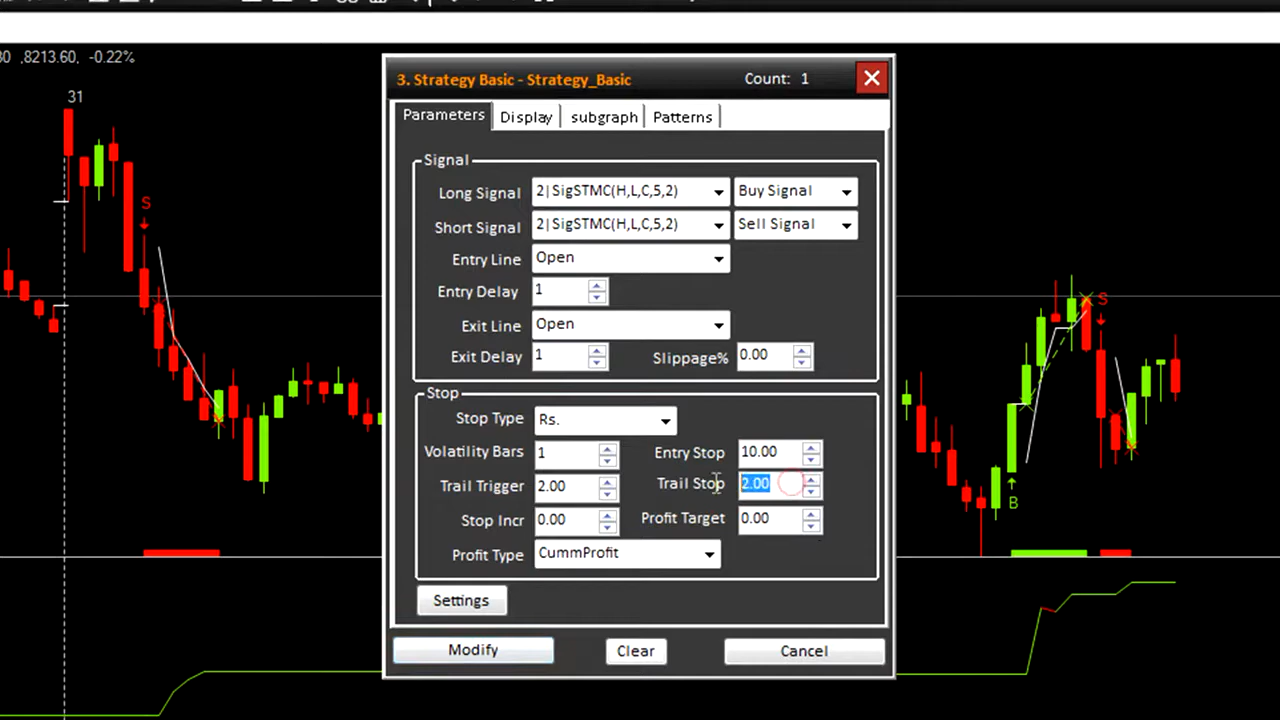 30 ,8213.60, -0.22%
31
S
3. Strategy Basic - Strategy_Basic Count: 1
Parameters Display subgraph Patterns
Signal
Long Signal 2| SigSTMC(H,L,C,5,2) Buy Signal
Short Signal 2| SigSTMC(H,L,C,5,2) Sell Signal
Entry Line Open
Entry Delay 1
Exit Line Open
Exit Delay 1 Slippage% 0.00
Stop
Stop Type Rs.
Volatility Bars 1 Entry Stop 10.00
Trail Trigger 2.00 Trail Stop 2.00
Stop Incr 0.00 Profit Target 0.00
Profit Type CummProfit
Settings
Modify Clear Cancel
S
B